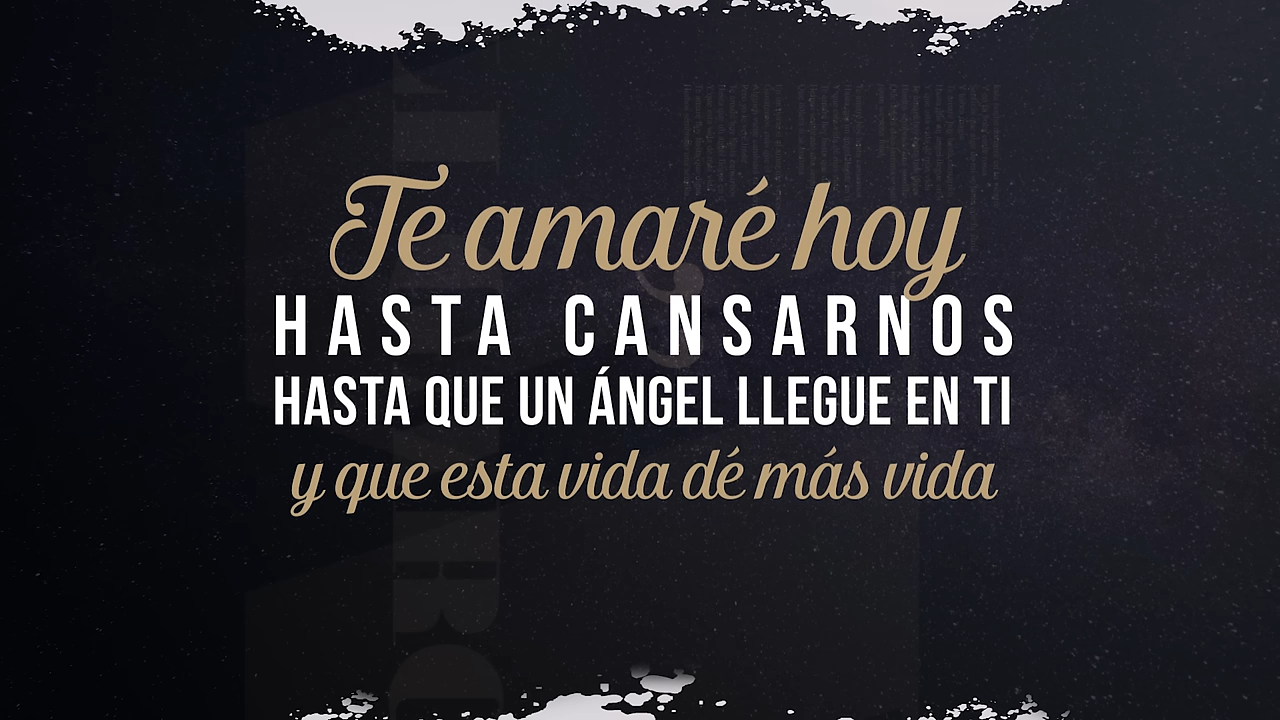 Te amaré hoy
HASTA CANSARNOS
HASTA QUE UN ÁNGEL LLEGUE EN TI
y que esta vida dé más vida